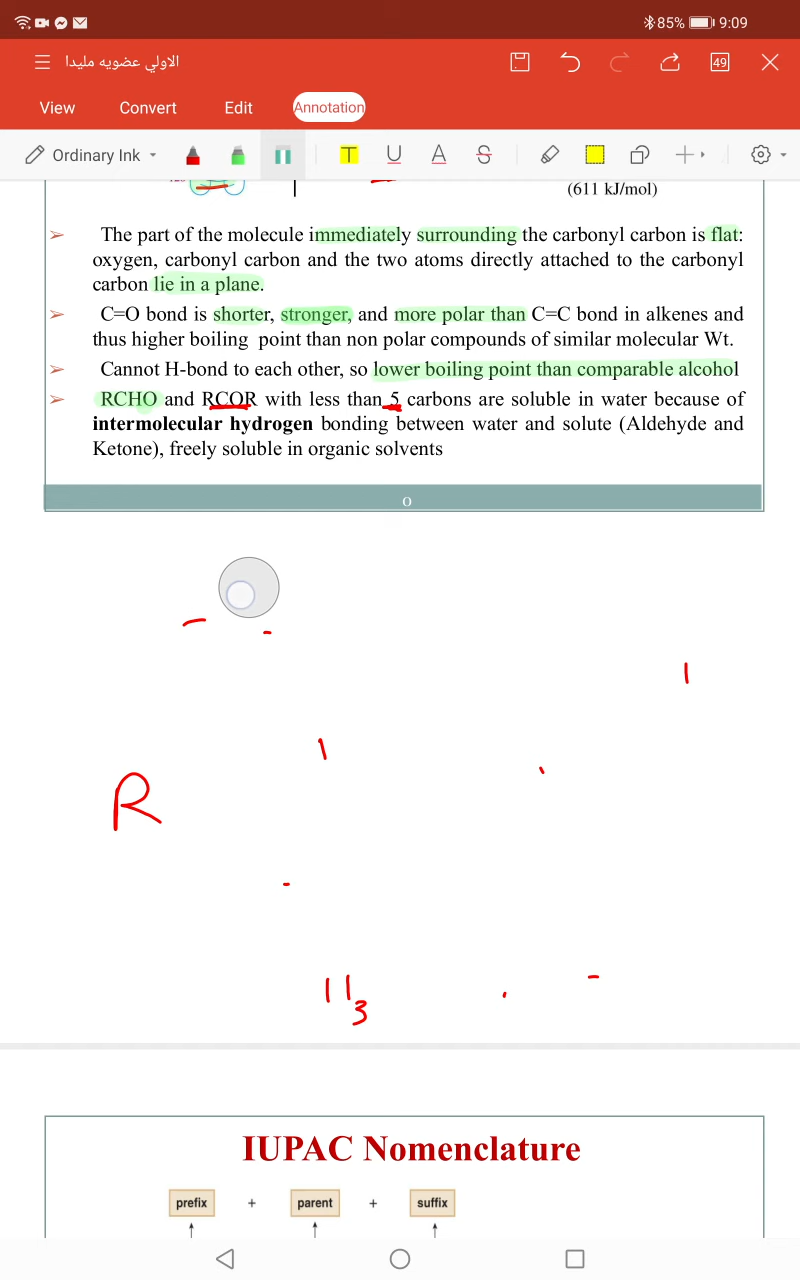 85% 9:09
الاولي عضويه مليدا
49
View Convert Edit Annotation
Ordinary Ink T U A S
(611 kJ/mol)
➢ The part of the molecule immediately surrounding the carbonyl carbon is flat:
oxygen, carbonyl carbon and the two atoms directly attached to the carbonyl
carbon lie in a plane.
➢ C=O bond is shorter, stronger, and more polar than C=C bond in alkenes and
thus higher boiling point than non polar compounds of similar molecular Wt.
➢ Cannot H-bond to each other, so lower boiling point than comparable alcohol
➢ RCHO and RCOR with less than 5 carbons are soluble in water because of
intermolecular hydrogen bonding between water and solute (Aldehyde and
Ketone), freely soluble in organic solvents
R
3
IUPAC Nomenclature
prefix + parent + suffix